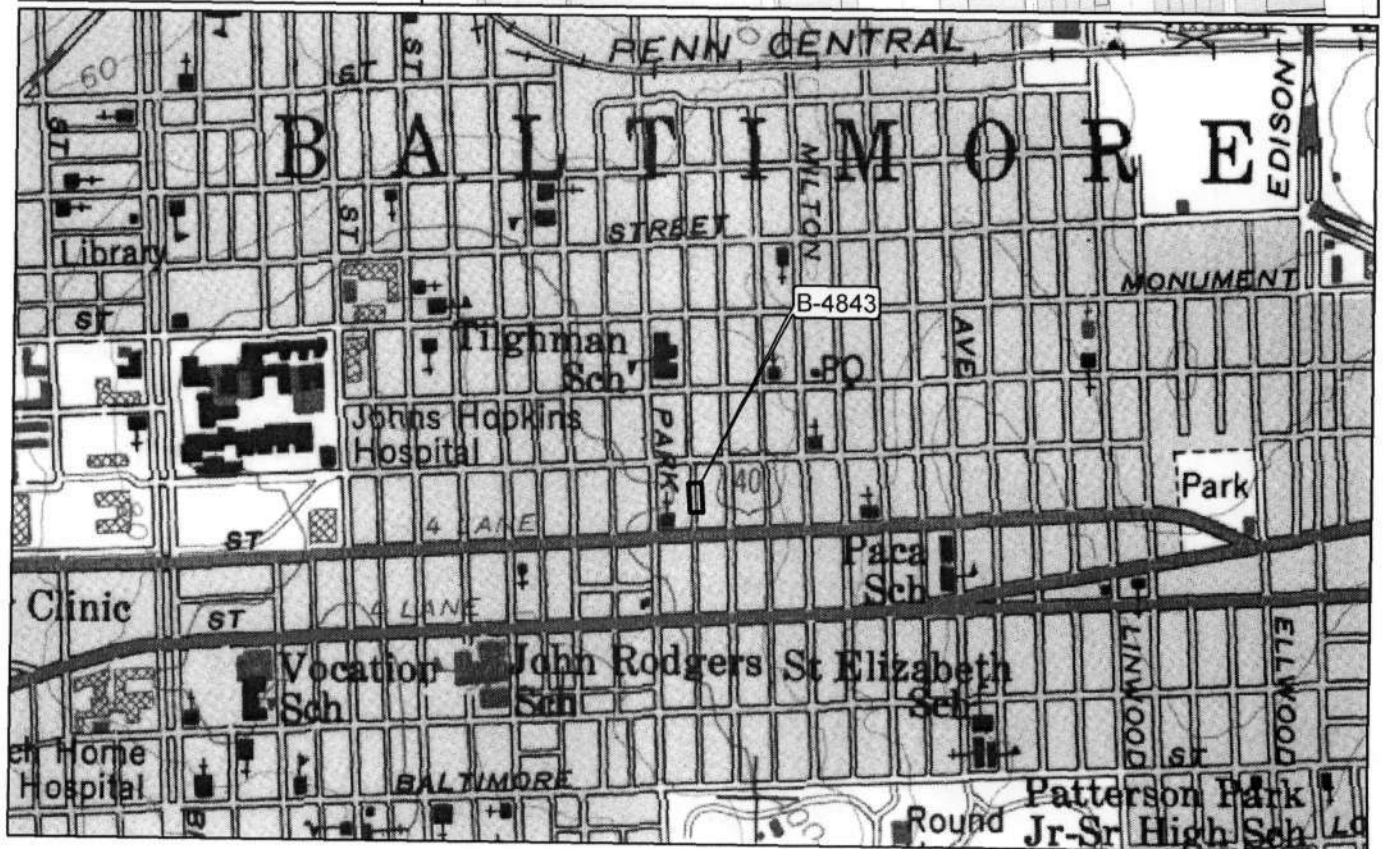 PENN CENTRAL
60
ST
ST
EDISON
BALTIMORE
ST
MILTON
ST
STREET
Library
MONUMENT
B-4843
ST
Tilghman
Sch
AVE
PO
Johns Hopkins
Hospital
PARK
40
Park
4 LANE
ST
Paca
Sch
Clinic
4 LANE
ST
LINWOOD
ELLWOOD
Vocation
Sch
John Rodgers
Sch
St Elizabeth
Sch
Home
Hospital
BALTIMORE
ST
Patterson Park
Jr-Sr High Sch
Round